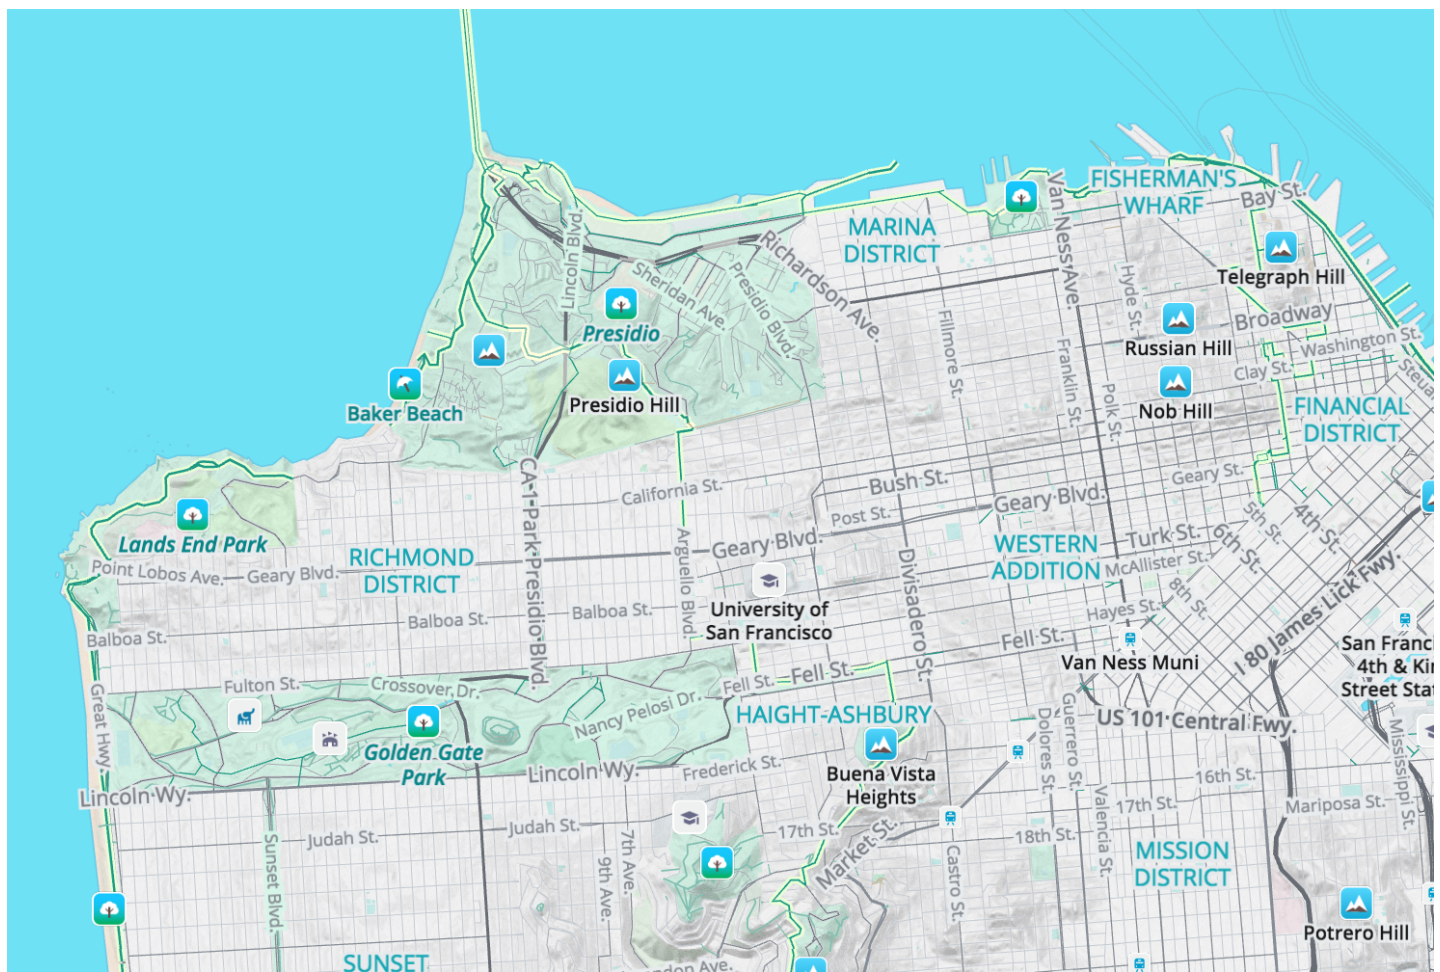 FISHERMAN'S
WHARF
Bay St.
Van Ness Ave.
MARINA
DISTRICT
Lincoln Blvd.
Richardson Ave.
Sheridan Ave.
Presidio Blvd.
Telegraph Hill
Hyde St.
Presidio
Broadway
Russian Hill
Washington St.
Fillmore St.
Franklin St.
Clay St.
Polk St.
Baker Beach
Presidio Hill
Nob Hill
FINANCIAL
DISTRICT
California St.
Bush St.
Geary St.
CA-1-Park Presidio Blvd.
Post St.
Geary Blvd.
5th St.
4th St.
Lands End Park
RICHMOND
DISTRICT
Arguello Blvd.
Geary Blvd.
WESTERN
ADDITION
Turk St.
6th St.
Point Lobos Ave.
Geary Blvd.
Divisadero St.
McAllister St.
8th St.
I 80 James Lick Fwy.
University of
San Francisco
Balboa St.
Balboa St.
Balboa St.
Hayes St.
Fell St.
Van Ness Muni
4th & Ki
Fulton St.
Crossover Dr.
Fell St.
Fell St.
Great Hwy.
Nancy Pelosi Dr.
HAIGHT-ASHBURY
Dolores St.
Guerrero St.
US 101 Central Fwy.
Mississippi St.
Golden Gate
Park
Lincoln Wy.
Frederick St.
Buena Vista
Heights
16th St.
Lincoln Wy.
17th St.
Mariposa St.
Valencia St.
Judah St.
Judah St.
17th St.
18th St.
Sunset Blvd.
7th Ave.
9th Ave.
Market St.
Castro St.
MISSION
DISTRICT
Potrero Hill
SUNSET